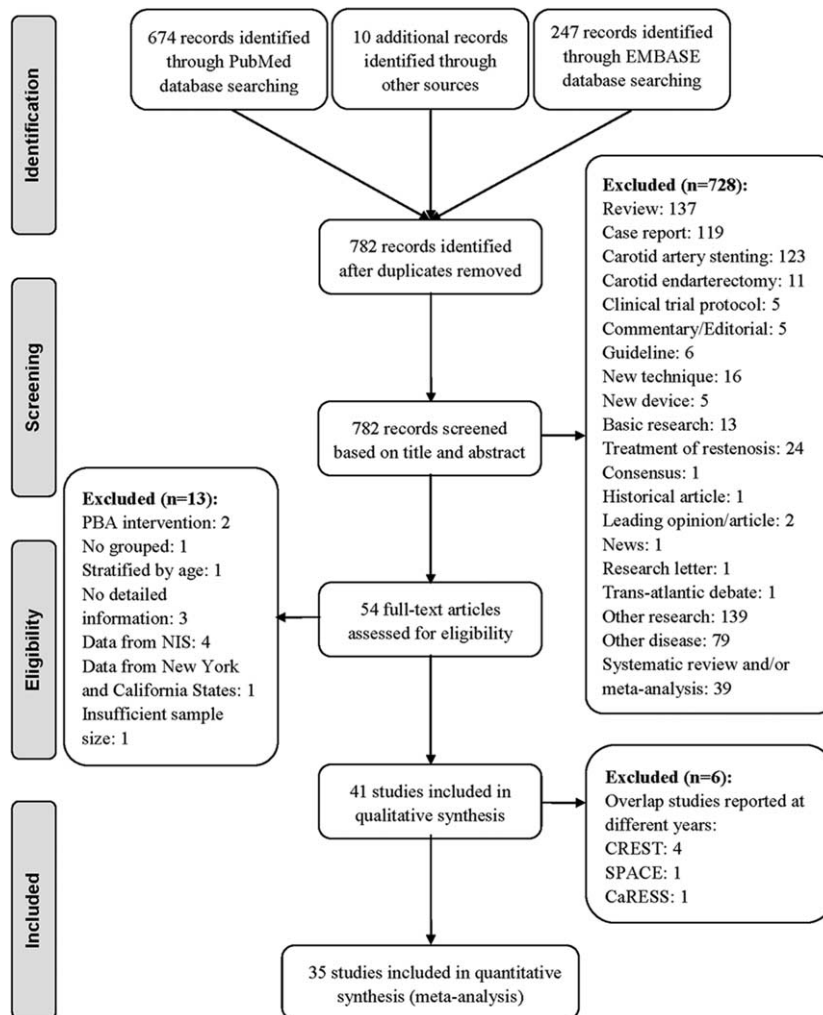 Identification
674 records identified
through PubMed
database searching
10 additional records
identified through
other sources
247 records identified
through EMBASE
database searching
782 records identified
after duplicates removed
Screening
782 records screened
based on title and abstract
Excluded (n=728):
Review: 137
Case report: 119
Carotid artery stenting: 123
Carotid endarterectomy: 11
Clinical trial protocol: 5
Commentary/Editorial: 5
Guideline: 6
New technique: 16
New device: 5
Basic research: 13
Treatment of restenosis: 24
Consensus: 1
Historical article: 1
Leading opinion/article: 2
News: 1
Research letter: 1
Trans-atlantic debate: 1
Other research: 139
Other disease: 79
Systematic review and/or
meta-analysis: 39
Eligibility
54 full-text articles
assessed for eligibility
Excluded (n=13):
PBA intervention: 2
No grouped: 1
Stratified by age: 1
No detailed
information: 3
Data from NIS: 4
Data from New York
and California States: 1
Insufficient sample
size: 1
41 studies included in
qualitative synthesis
Excluded (n=6):
Overlap studies reported at
different years:
CREST: 4
SPACE: 1
CaRESS: 1
Included
35 studies included in quantitative
synthesis (meta-analysis)